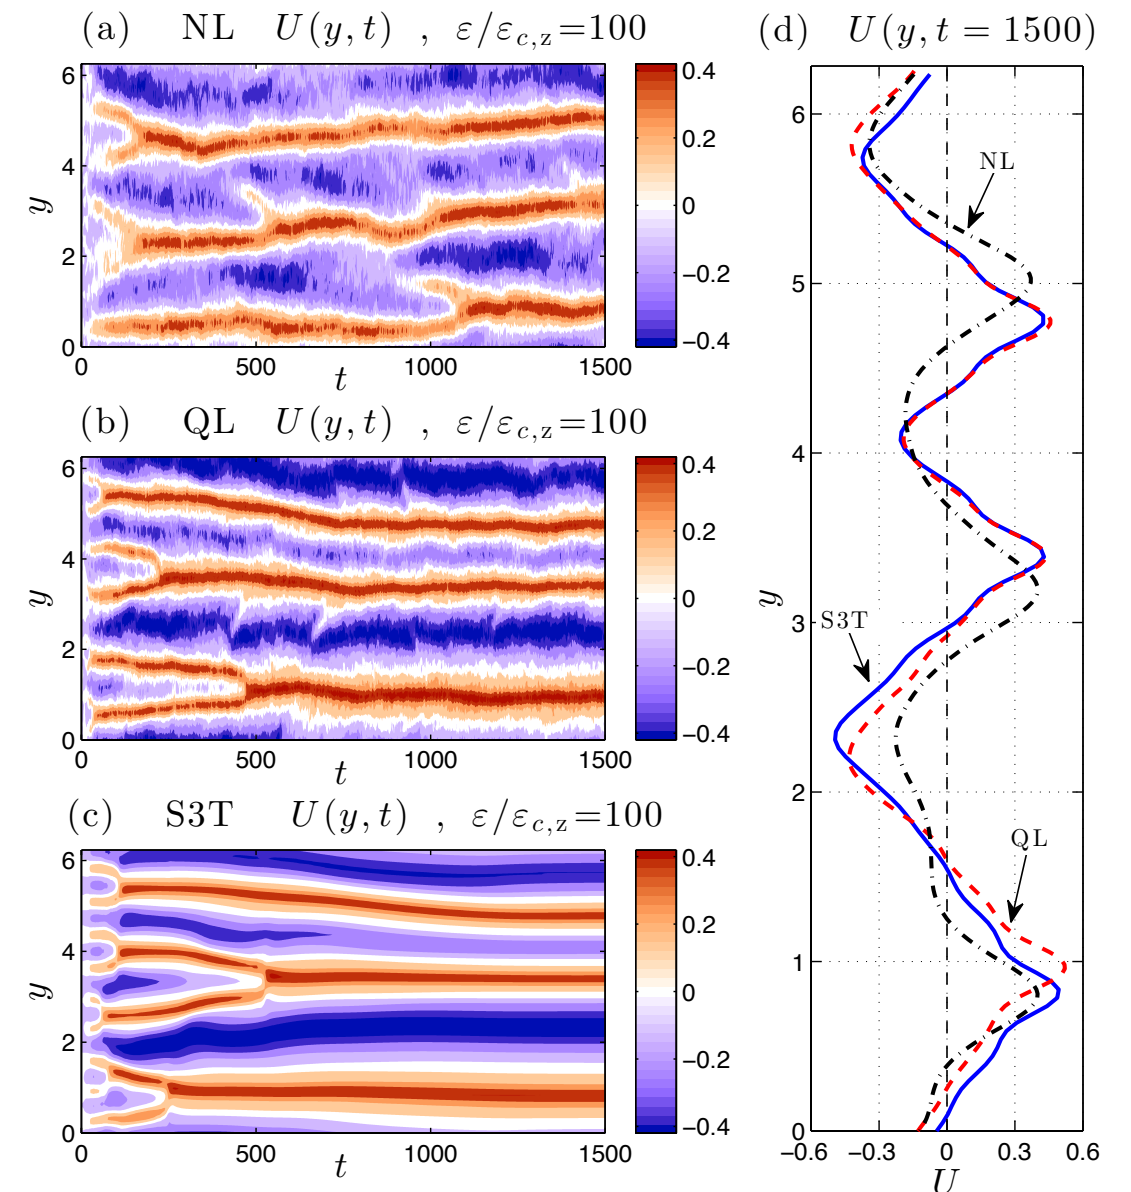 (a) NL U(y, t) , ε/ε_{c,z}=100
6
4
2
0
y
0 500 1000 1500
t
0.4
0.2
0
−0.2
−0.4
(b) QL U(y, t) , ε/ε_{c,z}=100
6
4
2
0
y
0 500 1000 1500
t
0.4
0.2
0
−0.2
−0.4
(c) S3T U(y, t) , ε/ε_{c,z}=100
6
4
2
0
y
0 500 1000 1500
t
0.4
0.2
0
−0.2
−0.4
(d) U(y, t = 1500)
6
5
4
3
2
1
0
y
NL
S3T
QL
−0.6 −0.3 0 0.3 0.6
U